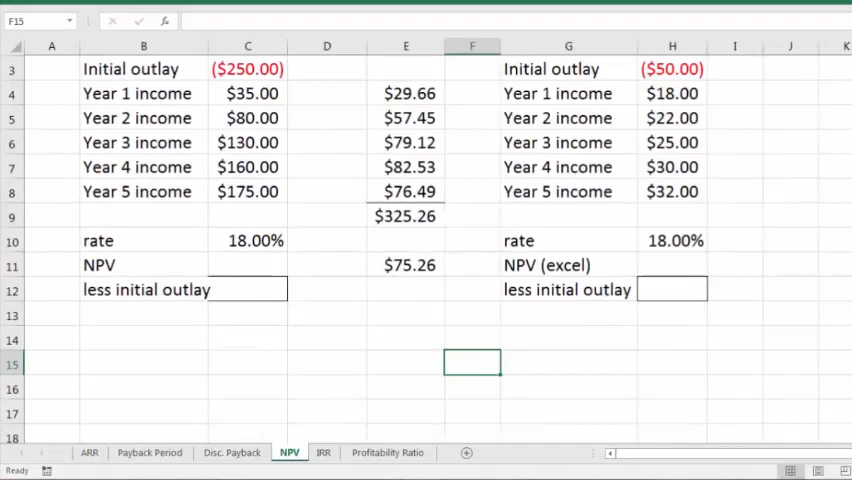 F15
fx
A B C D E F G H I J K
3 Initial outlay ($250.00) Initial outlay ($50.00)
4 Year 1 income $35.00 $29.66 Year 1 income $18.00
5 Year 2 income $80.00 $57.45 Year 2 income $22.00
6 Year 3 income $130.00 $79.12 Year 3 income $25.00
7 Year 4 income $160.00 $82.53 Year 4 income $30.00
8 Year 5 income $175.00 $76.49 Year 5 income $32.00
9 $325.26
10 rate 18.00% rate 18.00%
11 NPV $75.26 NPV (excel)
12 less initial outlay less initial outlay
13
14
15
16
17
18
ARR Payback Period Disc. Payback NPV IRR Profitability Ratio
Ready